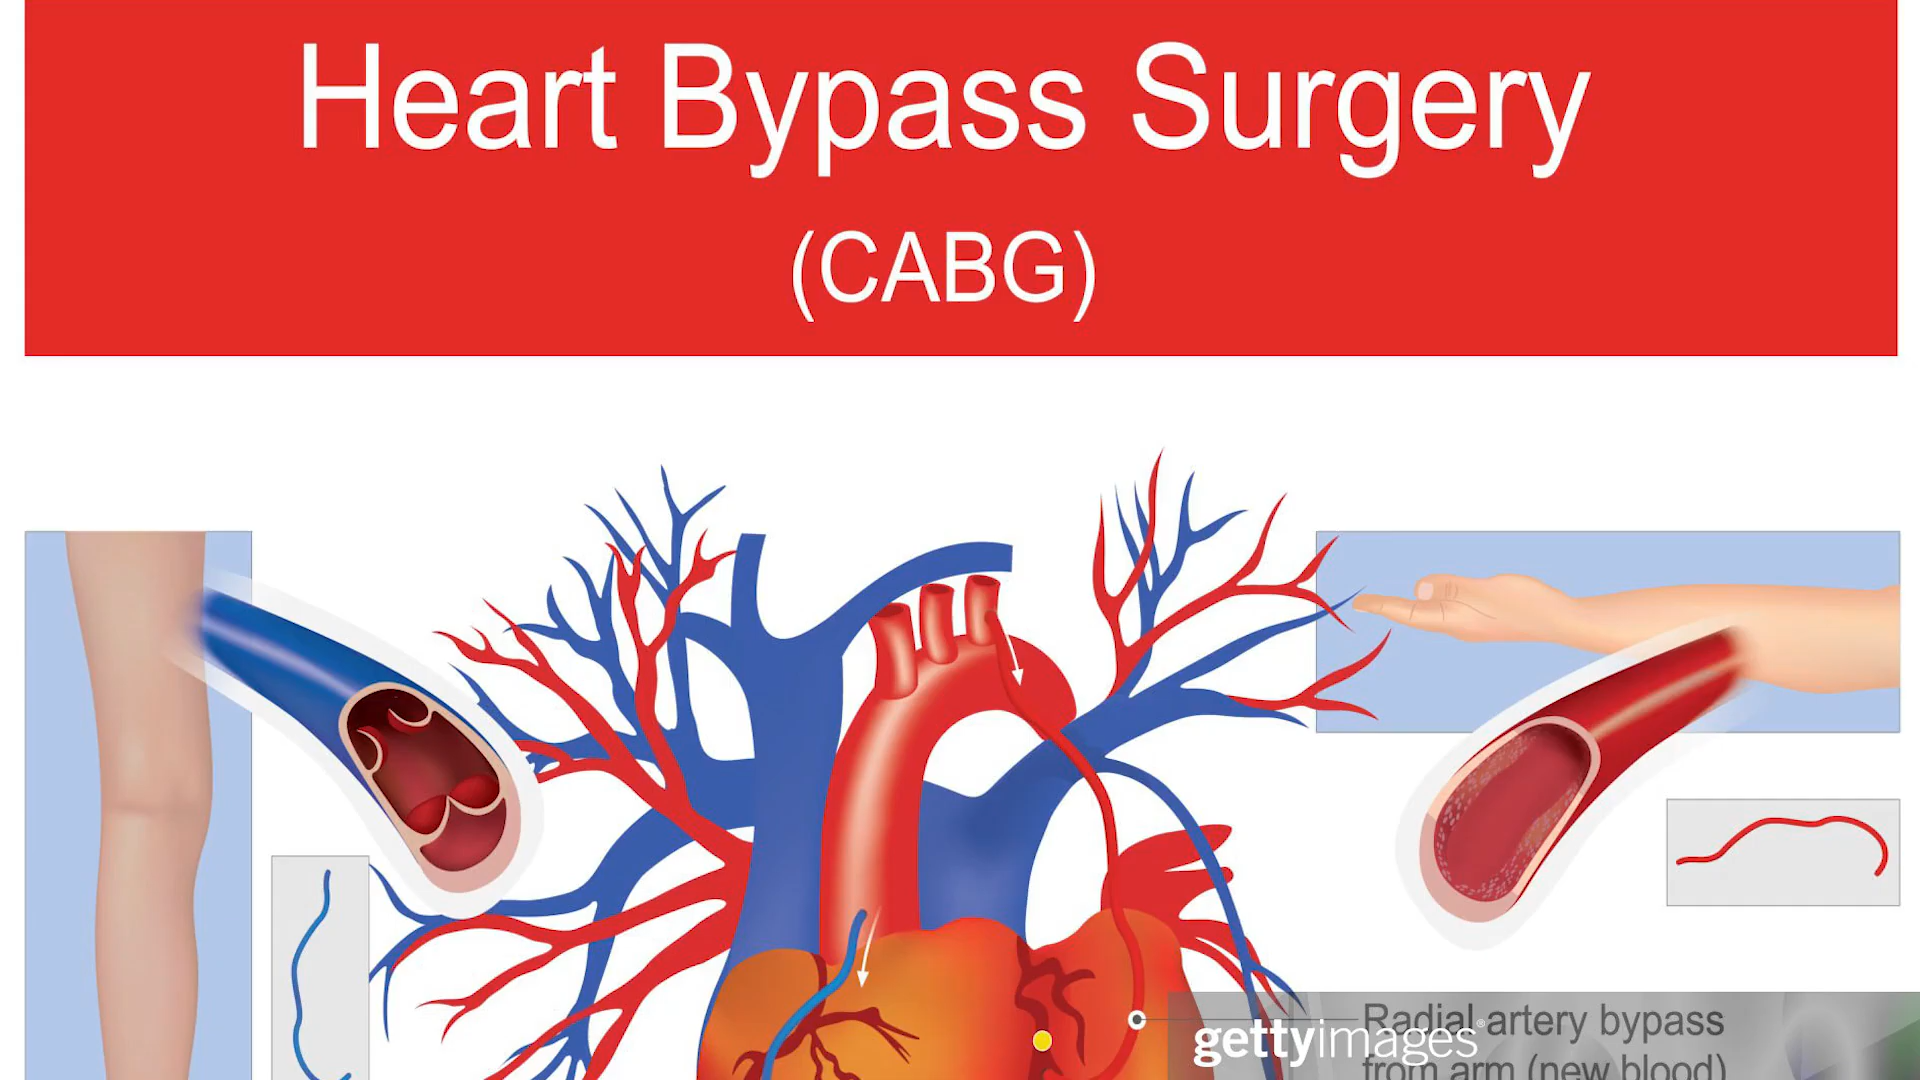 Heart Bypass Surgery
(CABG)
Radial artery bypass
from arm (new blood)
gettyimages®